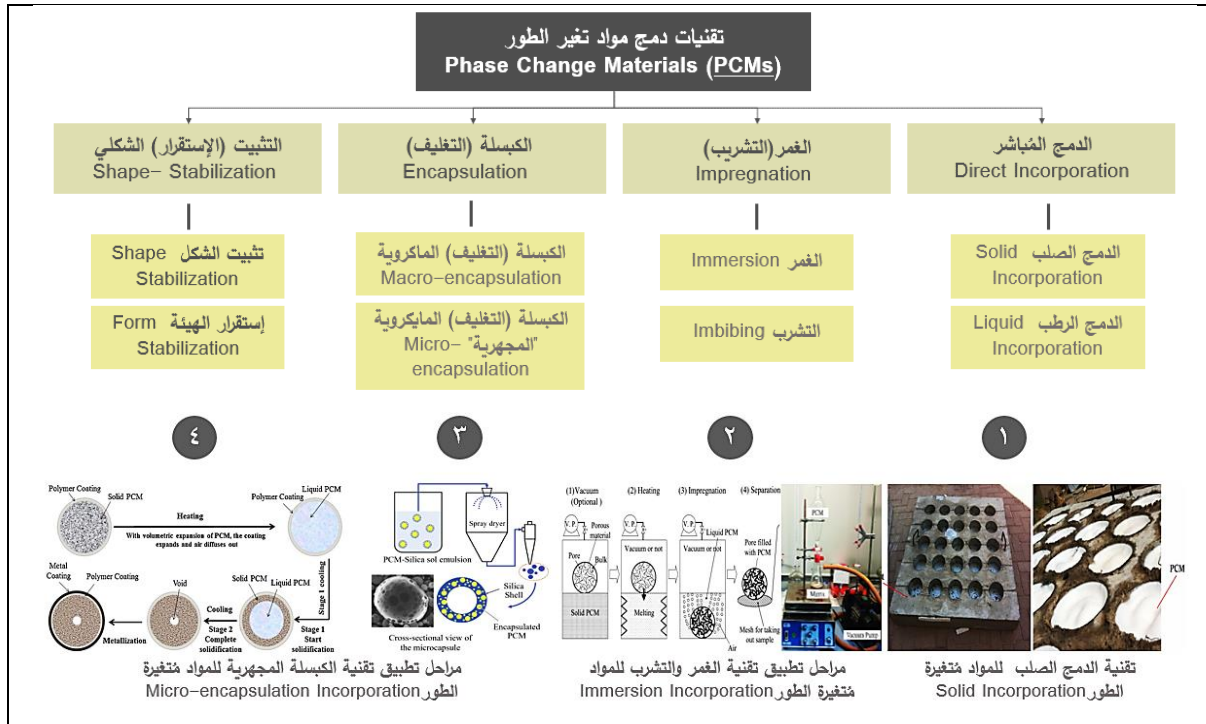 تقنيات دمج مواد تغير الطور
Phase Change Materials (PCMs)
الدمج المُباشر
Direct Incorporation
الغمر(التشريب)
Impregnation
الكبسلة (التغليف)
Encapsulation
التثبيت (الإستقرار) الشكلي
Shape- Stabilization
الدمج الصلب Solid
Incorporation
الدمج الرطب Liquid
Incorporation
الغمر Immersion
التشرب Imbibing
الكبسلة (التغليف) الماكروية
Macro-encapsulation
الكبسلة (التغليف) المايكروية
"المجهرية" Micro-
encapsulation
تثبيت الشكل Shape
Stabilization
إستقرار الهيئة Form
Stabilization
١
٢
٣
٤
PCM
تقنية الدمج الصلب للمواد مُتغيرة
الطور Solid Incorporation
(1)Vacuum
(Optional )
(2) Heating
(3) Impregnation
(4) Separation
V. P.
Porous
material
Pore
Bulk
Solid PCM
V. P.
Vacuum or not
Melting
V. P.
Liquid PCM
Vacuum or not
Air
Pore filled
with PCM
Mesh for taking
out sample
PCM
Matrix
Vacuum Pump
مراحل تطبيق تقنية الغمر والتشرب للمواد
مُتغيرة الطور Immersion Incorporation
PCM-Silica sol emulsion
Spray dryer
Silica
Shell
Encapsulated
PCM
Cross-sectional view of
the microcapsule
Polymer Coating
Solid PCM
Heating
With volumetric expansion of PCM, the coating
expands and air diffuses out
Liquid PCM
Polymer Coating
Stage 1 cooling
Stage 1
Start
solidification
Solid PCM
Liquid PCM
Cooling
Stage 2
Complete
solidification
Void
Metallization
Metal
Coating
Polymer Coating
مراحل تطبيق تقنية الكبسلة المجهرية للمواد مُتغيرة
الطور Micro-encapsulation Incorporation